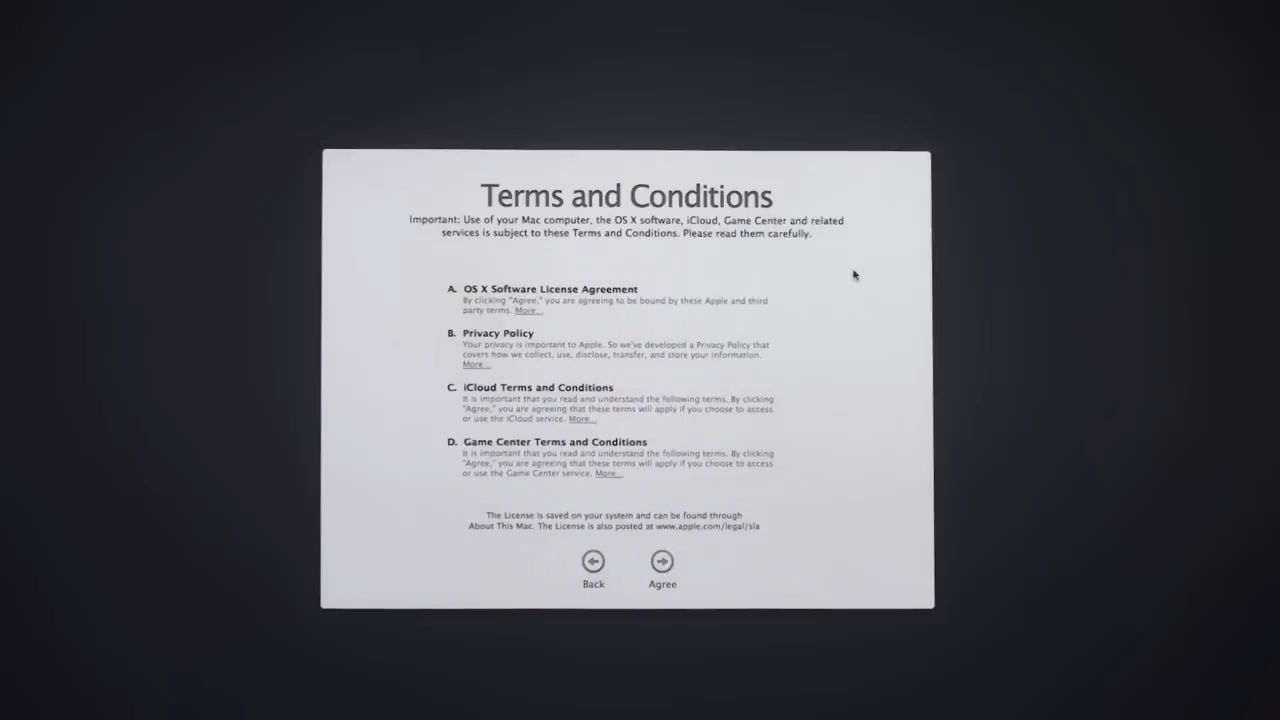 Terms and Conditions
Important: Use of your Mac computer, the OS X software, iCloud, Game Center and related
services is subject to these Terms and Conditions. Please read them carefully.
A. OS X Software License Agreement
By clicking "Agree," you are agreeing to be bound by these Apple and third
party terms. More...
B. Privacy Policy
Your privacy is important to Apple. So we've developed a Privacy Policy that
covers how we collect, use, disclose, transfer, and store your information.
More...
C. iCloud Terms and Conditions
It is important that you read and understand the following terms. By clicking
"Agree," you are agreeing that these terms will apply if you choose to access
or use the iCloud service. More...
D. Game Center Terms and Conditions
It is important that you read and understand the following terms. By clicking
"Agree," you are agreeing that these terms will apply if you choose to access
or use the Game Center service. More...
The License is saved on your system and can be found through
About This Mac. The License is also posted at www.apple.com/legal/sla
Back
Agree